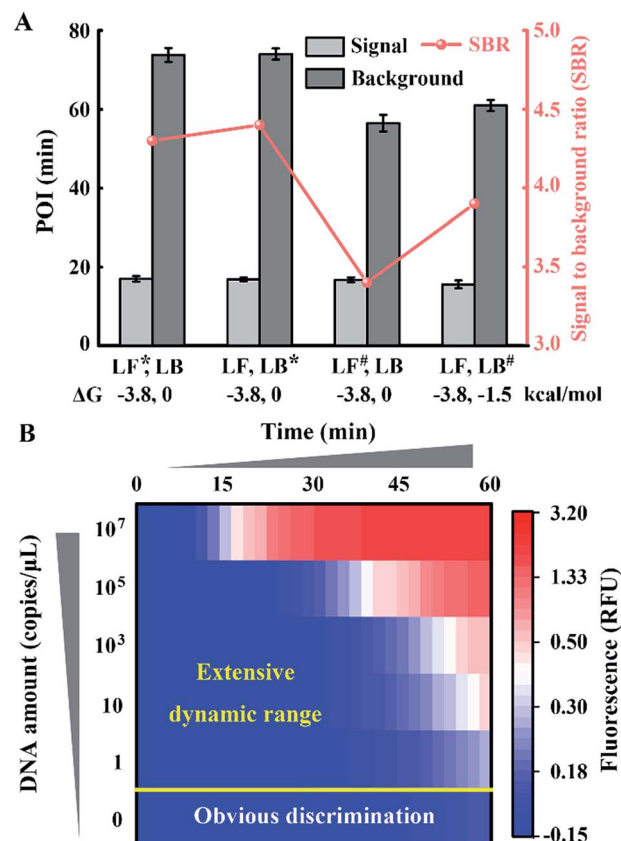 A
POI (min)
80
60
40
20
0
Signal
Background
SBR
5.0
4.5
4.0
3.5
3.0
Signal to background ratio (SBR)
LF*, LB LF, LB* LF#, LB LF, LB#
ΔG -3.8, 0 -3.8, 0 -3.8, 0 -3.8, -1.5 kcal/mol
B
Time (min)
0 15 30 45 60
DNA amount (copies/μL)
10⁷
10⁵
10³
10
1
0
Extensive
dynamic range
Obvious discrimination
3.20
1.33
0.50
0.30
0.18
-0.15
Fluorescence (RFU)